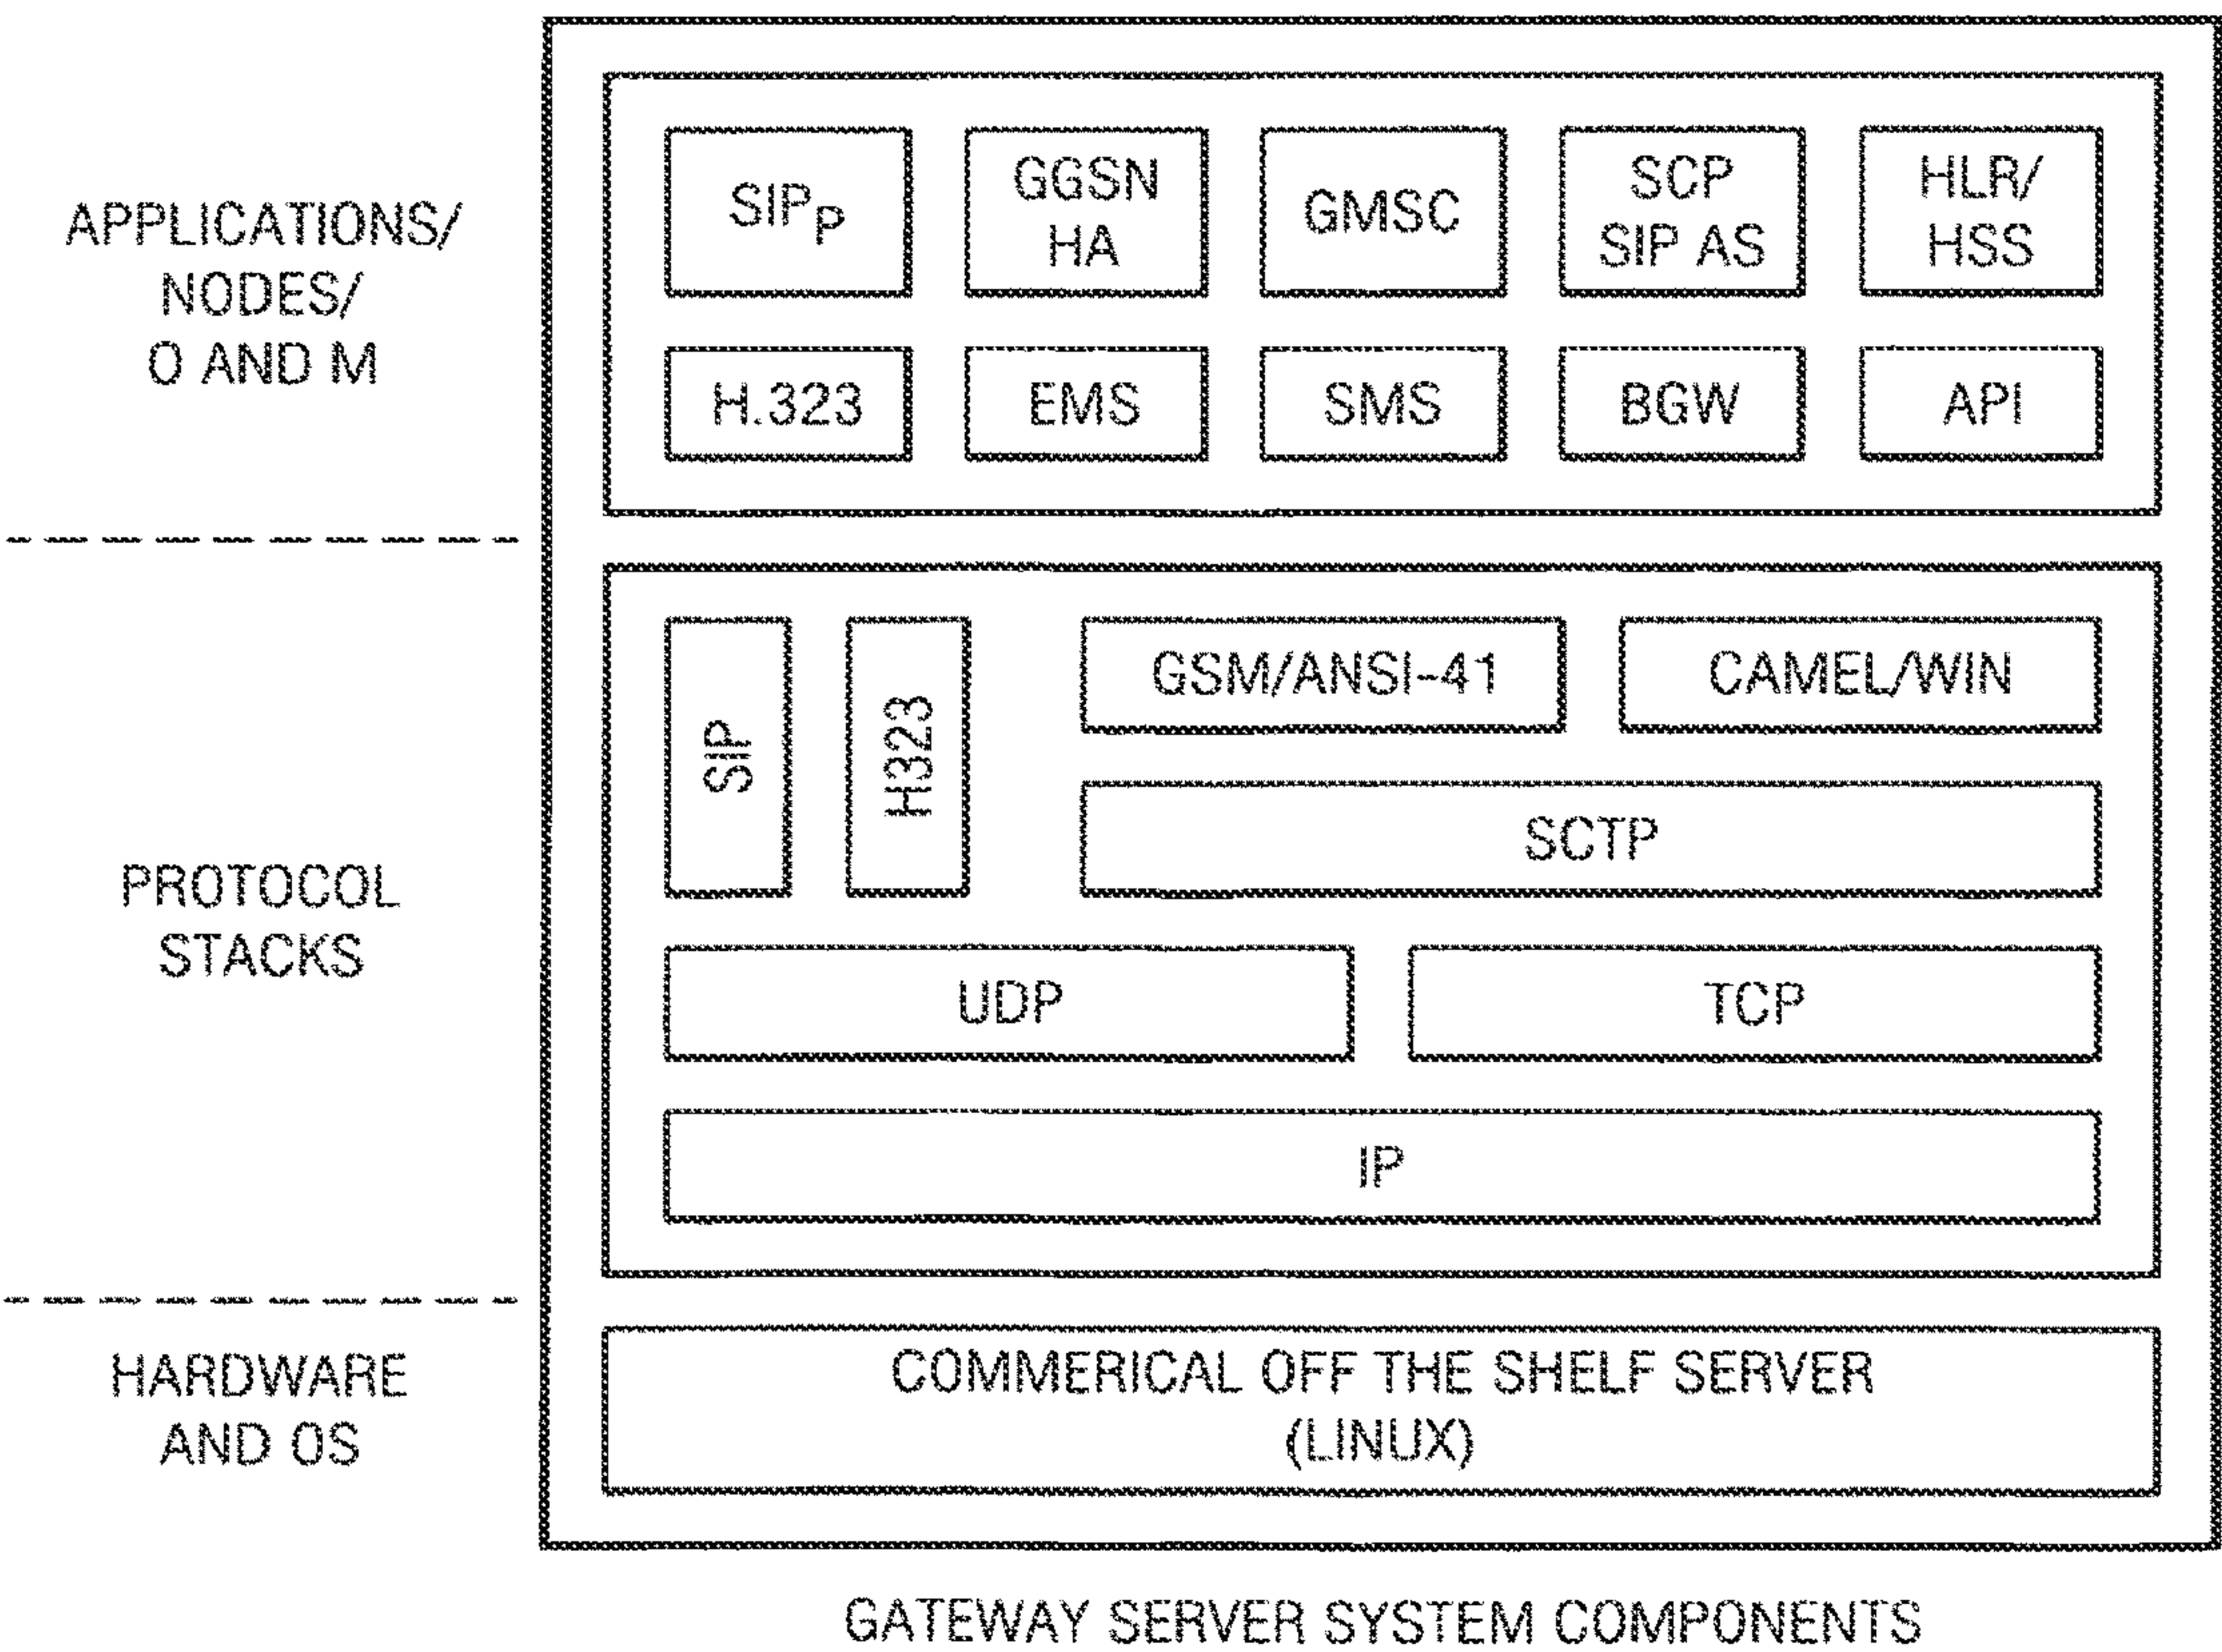 APPLICATIONS/
NODES/
O AND M
SIPP
GGSN
HA
GMSC
SCP
SIP AS
HLR/
HSS
H.323
EMS
SMS
BGW
API
PROTOCOL
STACKS
SIP
H323
GSM/ANSI-41
CAMEL/WIN
SCTP
UDP
TCP
IP
HARDWARE
AND OS
COMMERICAL OFF THE SHELF SERVER
(LINUX)
GATEWAY SERVER SYSTEM COMPONENTS